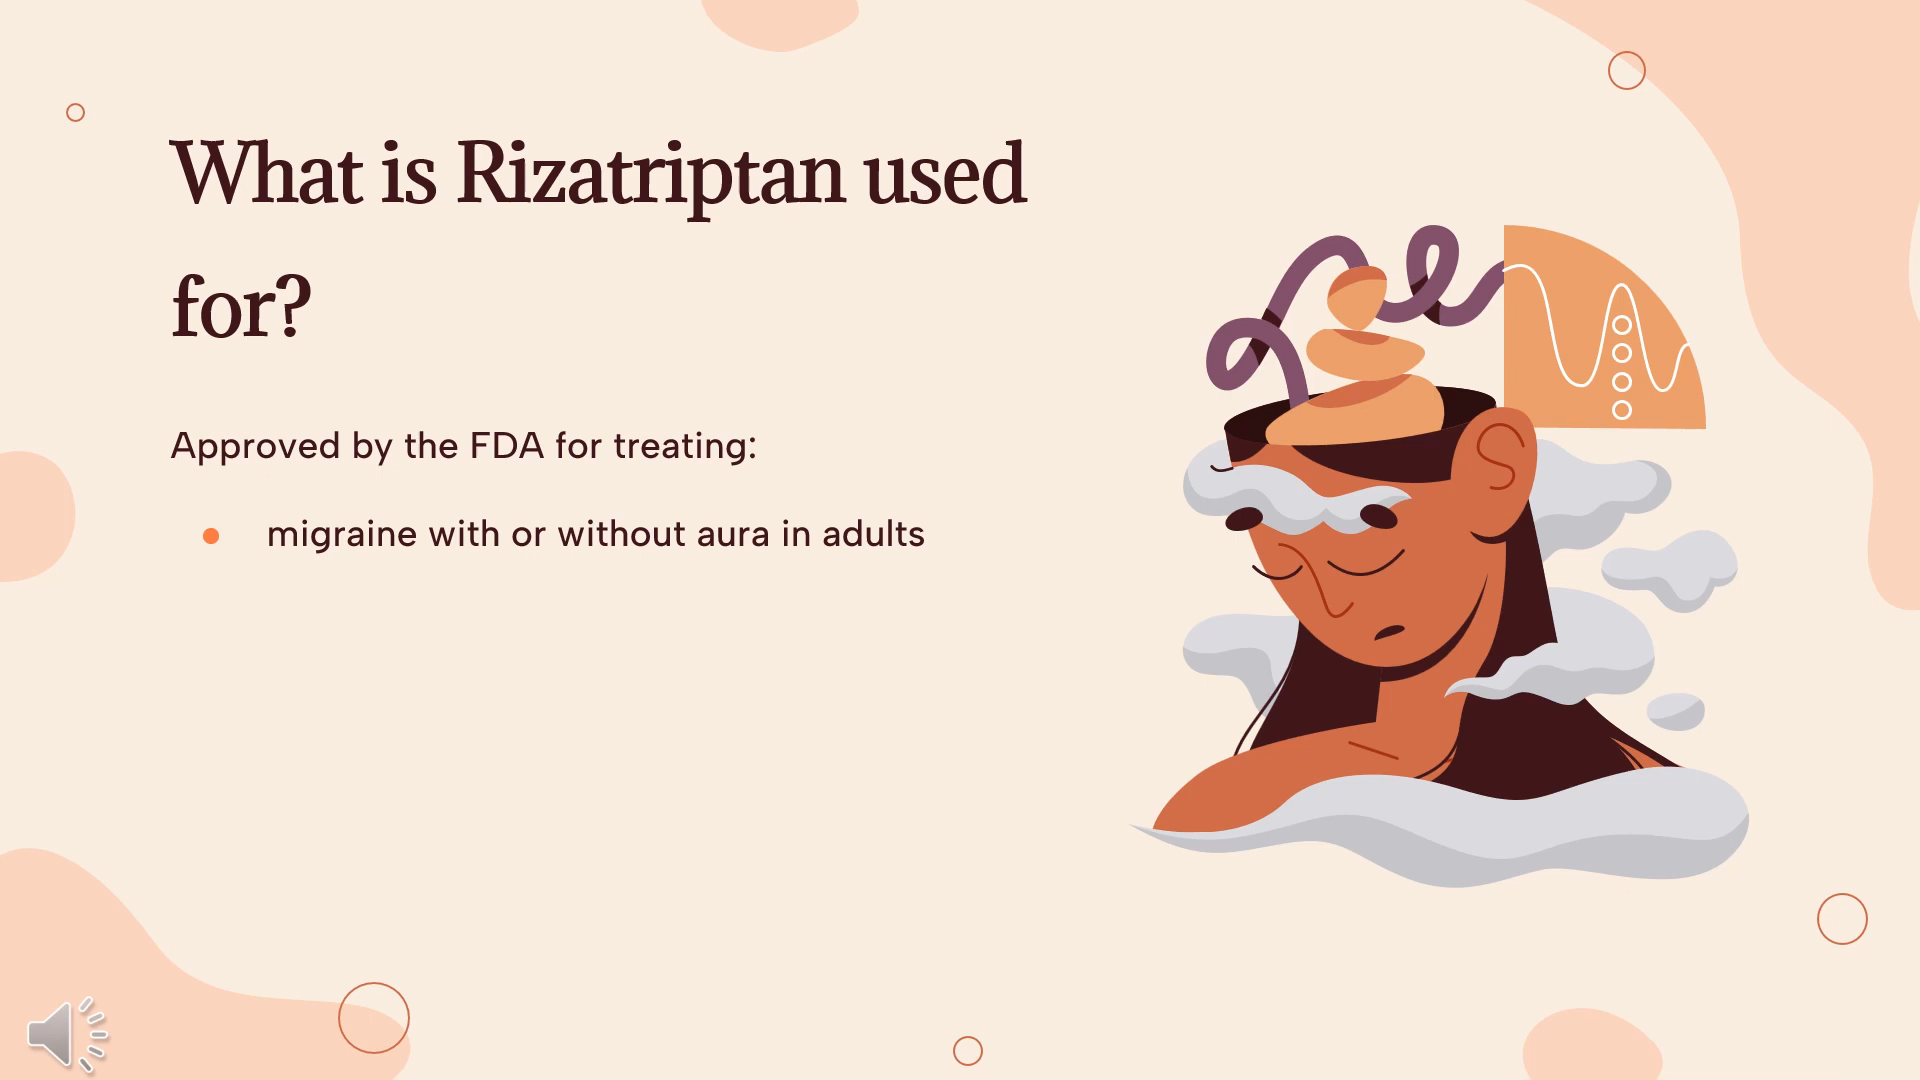 What is Rizatriptan used
for?
Approved by the FDA for treating:
migraine with or without aura in adults